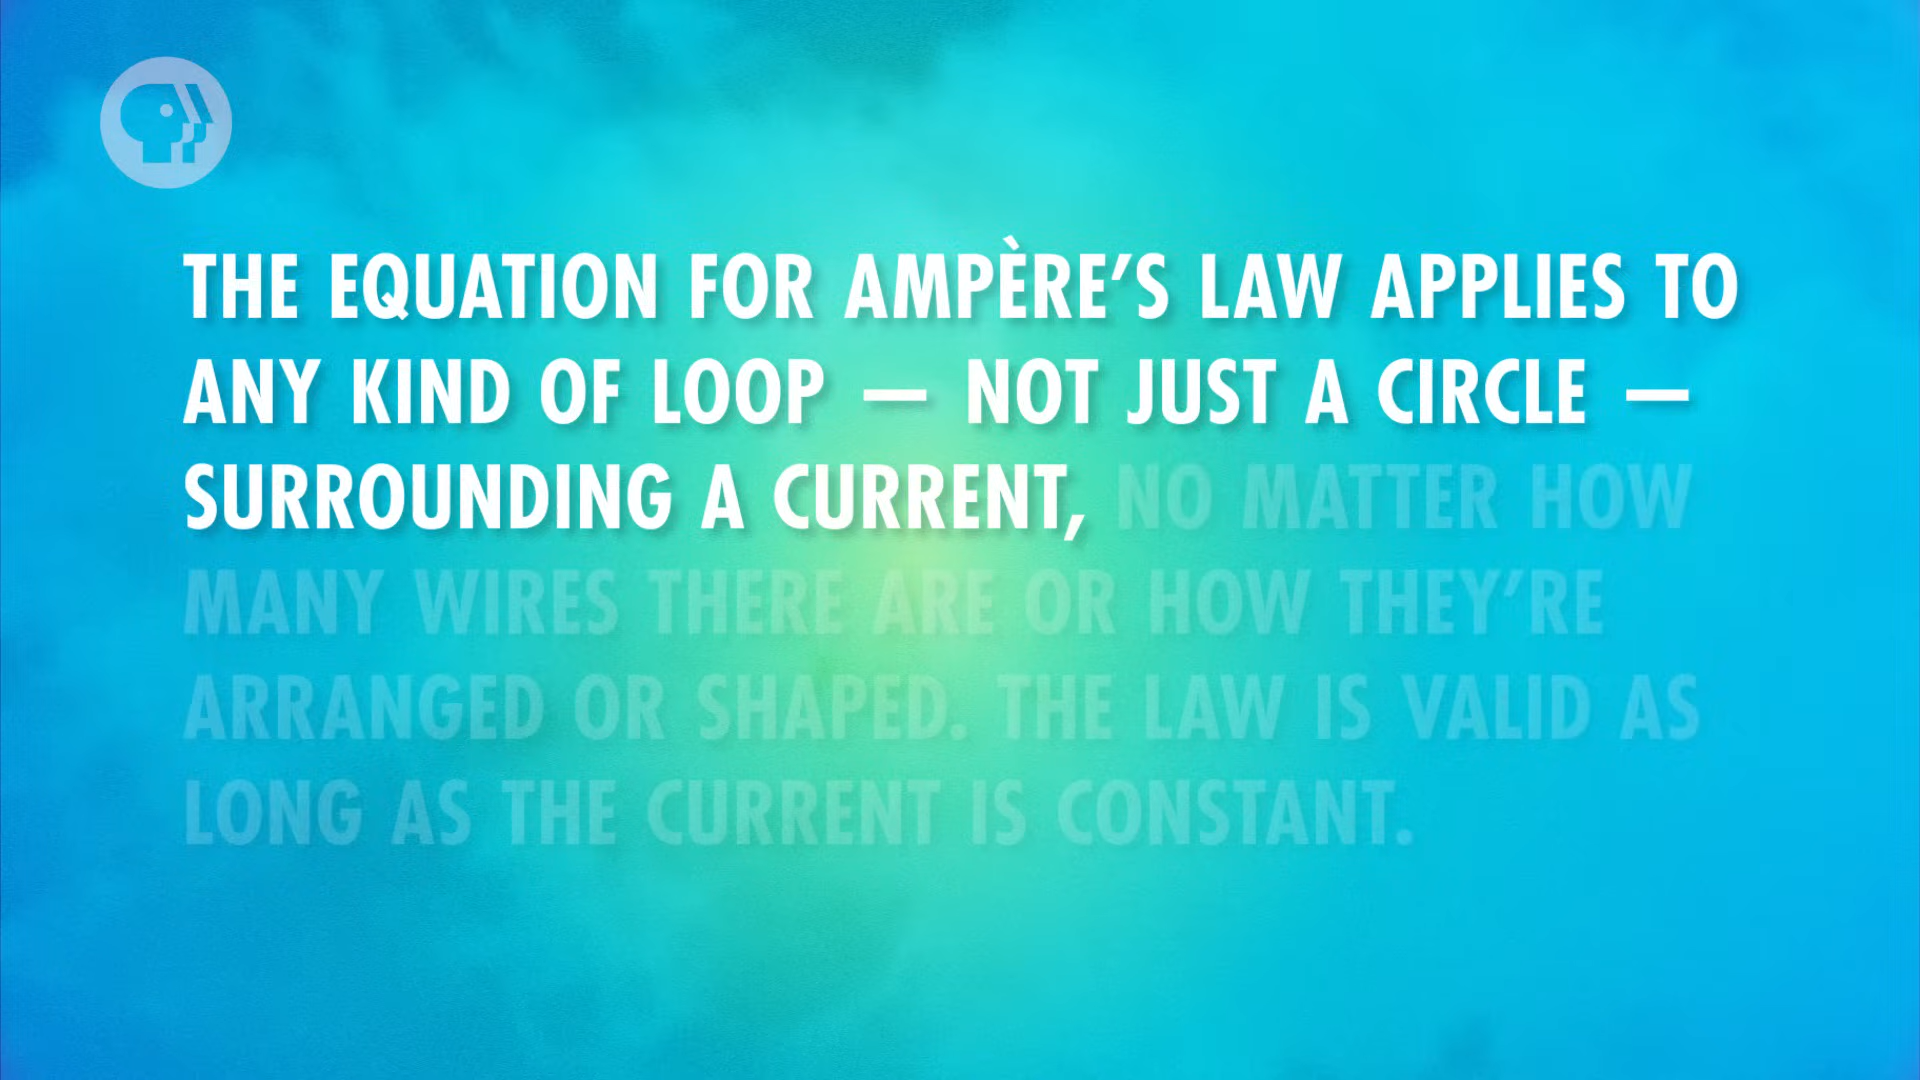 THE EQUATION FOR AMPÈRE’S LAW APPLIES TO
ANY KIND OF LOOP — NOT JUST A CIRCLE —
SURROUNDING A CURRENT, NO MATTER HOW
MANY WIRES THERE ARE OR HOW THEY’RE
ARRANGED OR SHAPED. THE LAW IS VALID AS
LONG AS THE CURRENT IS CONSTANT.